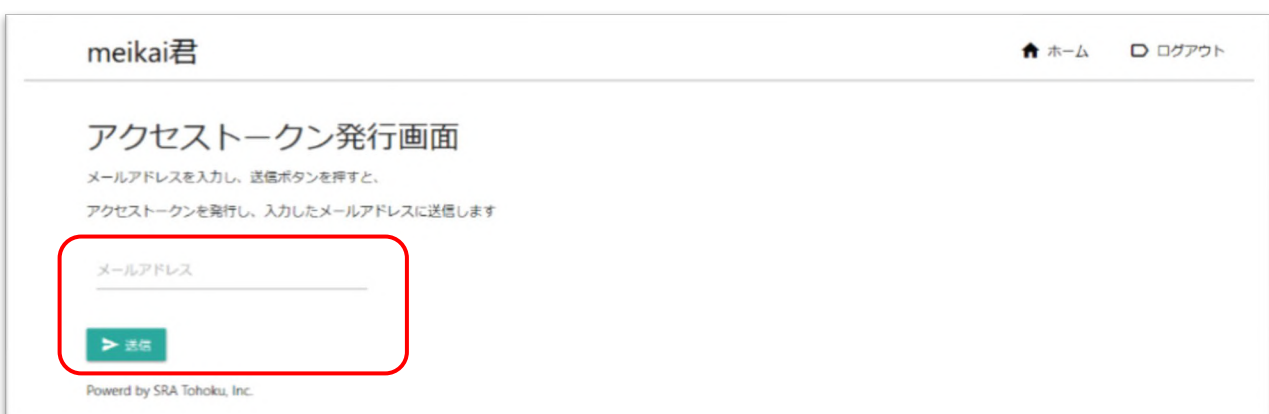 meikai君
ホーム ログアウト
アクセストークン発行画面
メールアドレスを入力し、送信ボタンを押すと、
アクセストークンを発行し、入力したメールアドレスに送信します
メールアドレス
送信
Powerd by SRA Tohoku, Inc.